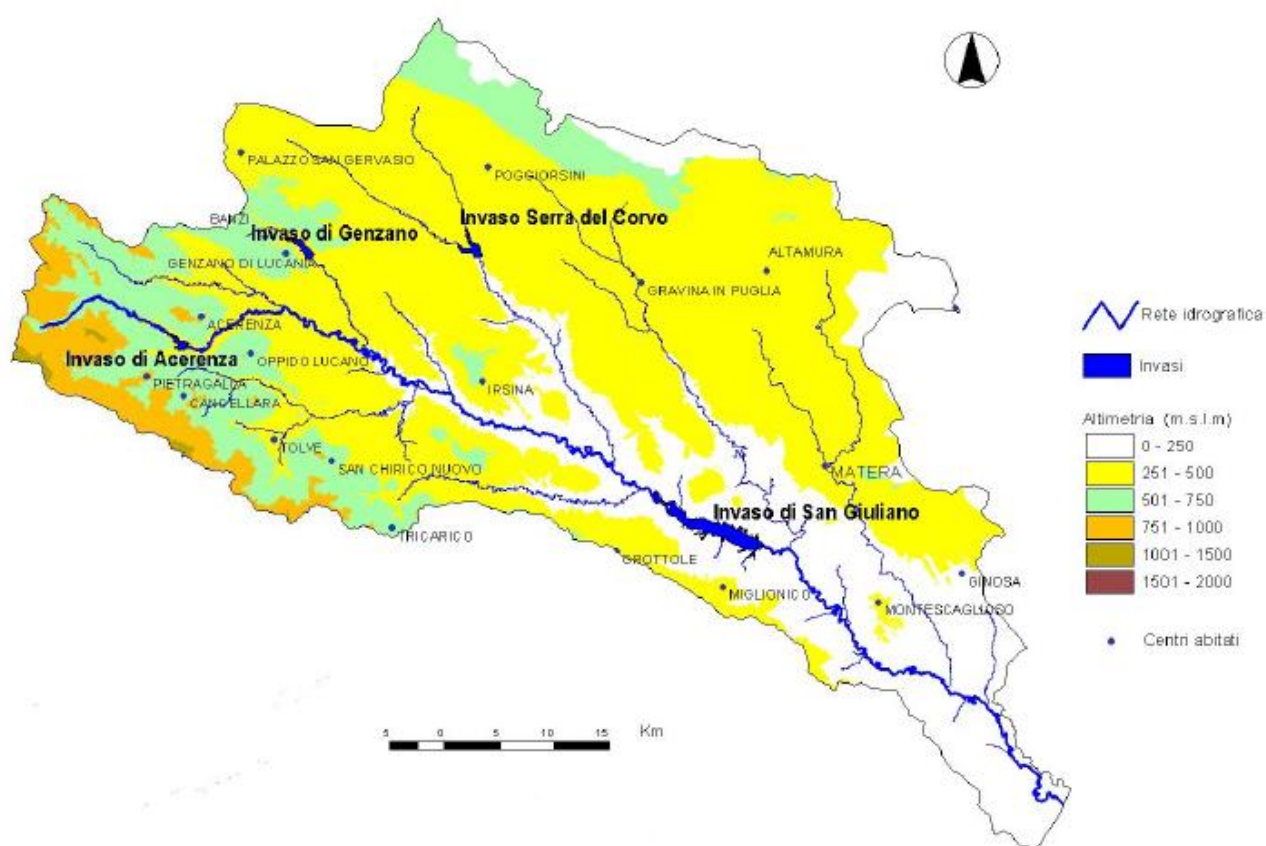 PALAZZO SAN GERVASIO
POGGIORSINI
BANZI
Invaso di Genzano
Invaso Serra del Corvo
GENZANO DI LUCANIA
ALTAMURA
GRAVINA IN PUGLIA
ACERENZA
Invaso di Acerenza
OPPIDO LUCANO
PIETRAGALLA
CANCELLARA
IRSINA
TOLVE
SAN CHIRICO NUOVO
MATERA
TRICARICO
Invaso di San Giuliano
GROTTOLE
MIGLIONICO
GINOSA
MONTESCAGLIOSO
5 0 5 10 15 Km
Rete idrografica
Invasi
Altimetria (m.s.l.m)
0 - 250
251 - 500
501 - 750
751 - 1000
1001 - 1500
1501 - 2000
Centri abitati